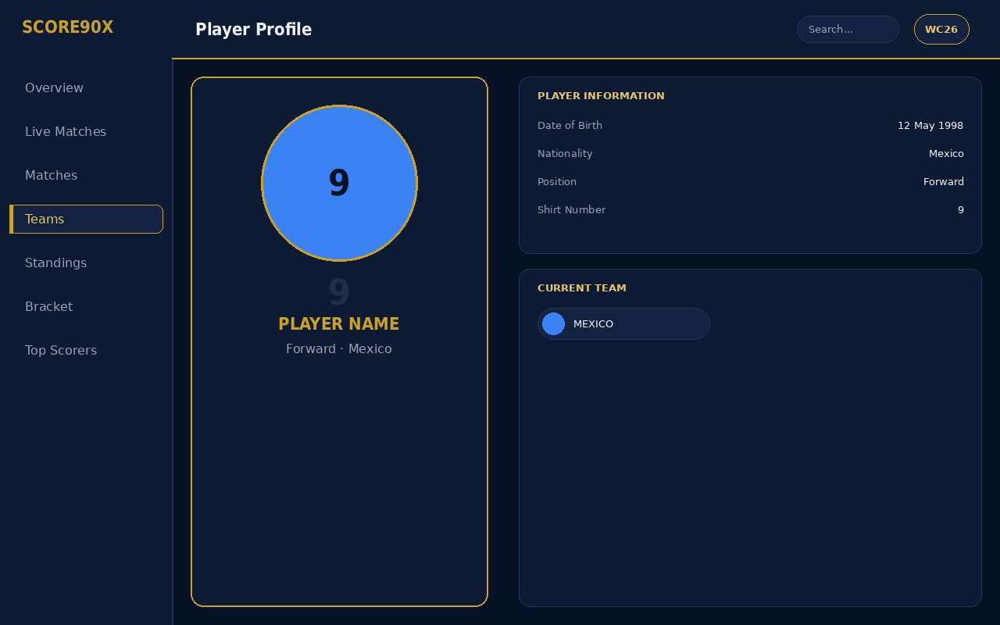 SCORE90X
Player Profile
Search...
WC26
Overview
Live Matches
Matches
Teams
Standings
Bracket
Top Scorers
9
9
PLAYER NAME
Forward · Mexico
PLAYER INFORMATION
Date of Birth 12 May 1998
Nationality Mexico
Position Forward
Shirt Number 9
CURRENT TEAM
MEXICO